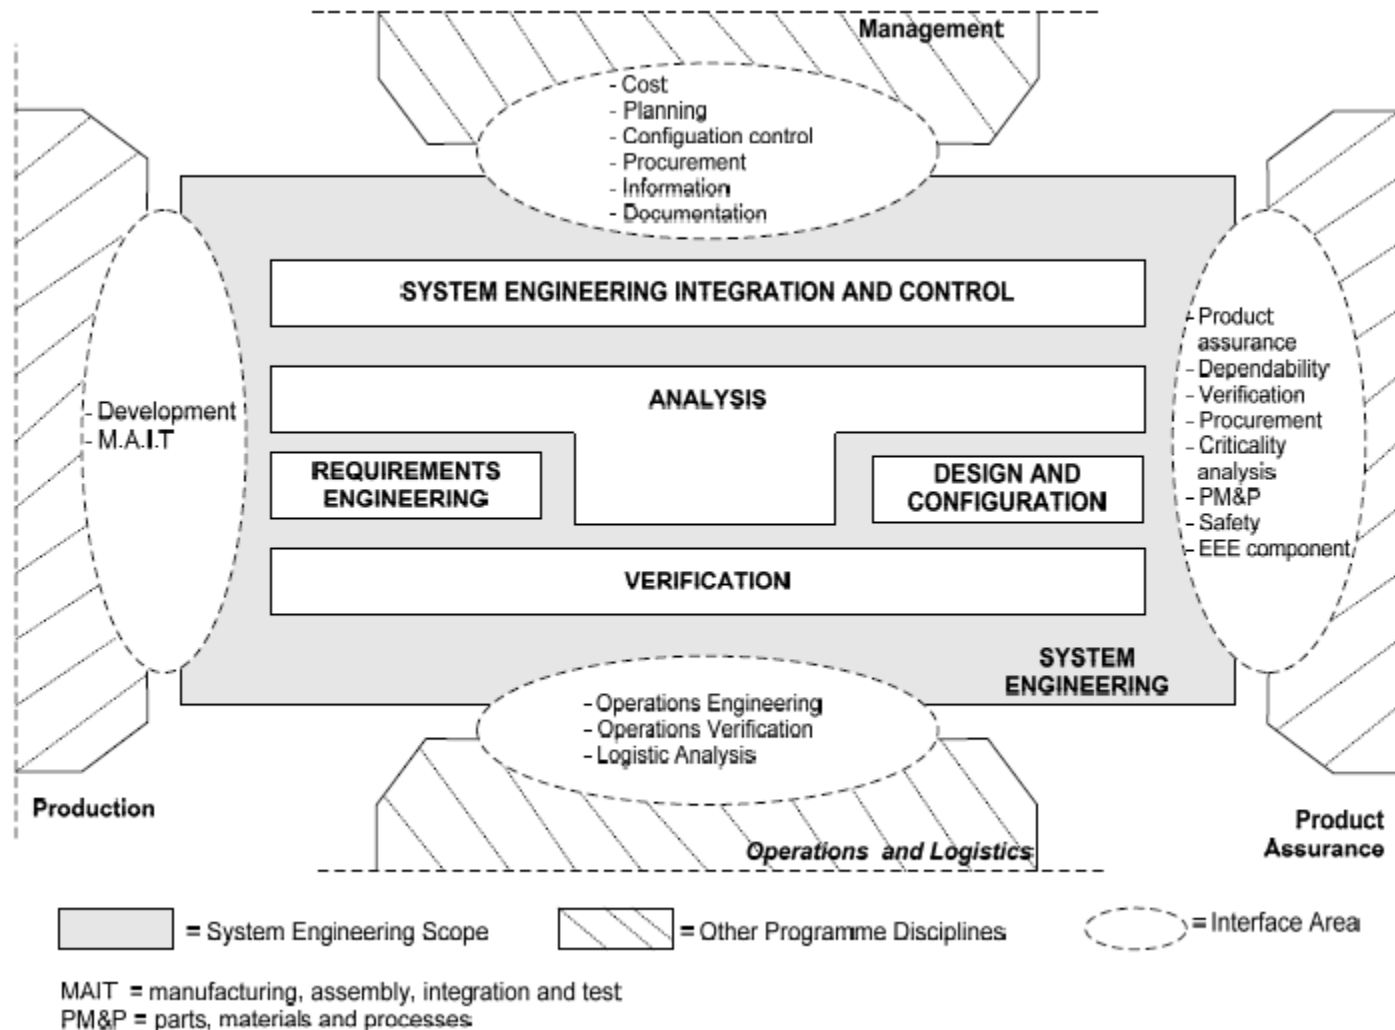 Management
- Cost
- Planning
- Configuation control
- Procurement
- Information
- Documentation
SYSTEM ENGINEERING INTEGRATION AND CONTROL
ANALYSIS
- Development
- M.A.I.T
REQUIREMENTS
ENGINEERING
DESIGN AND
CONFIGURATION
- Product
assurance
- Dependability
- Verification
- Procurement
- Criticality
analysis
- PM&P
- Safety
- EEE component
VERIFICATION
SYSTEM
ENGINEERING
- Operations Engineering
- Operations Verification
- Logistic Analysis
Production
Operations and Logistics
Product
Assurance
= System Engineering Scope
= Other Programme Disciplines
= Interface Area
MAIT = manufacturing, assembly, integration and test
PM&P = parts, materials and processes